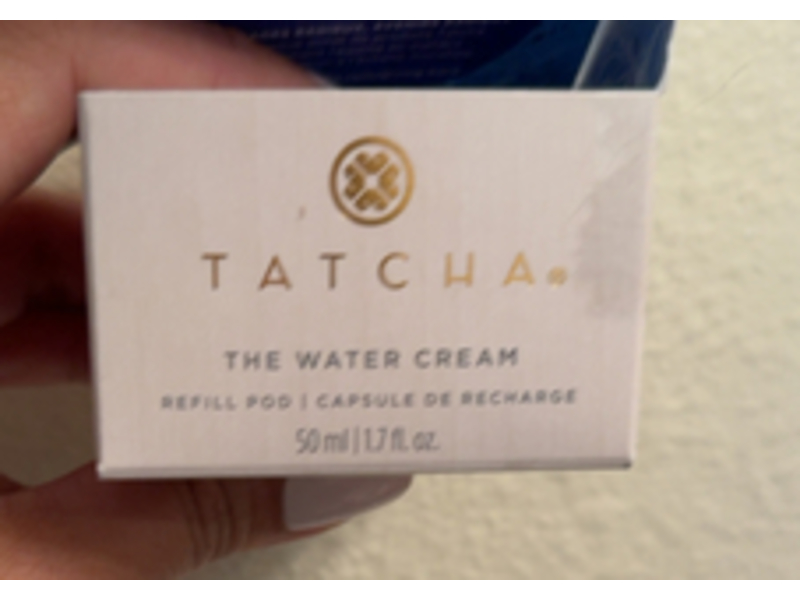 TATCHA®
THE WATER CREAM
REFILL POD | CAPSULE DE RECHARGE
50 ml | 1.7 fl. oz.